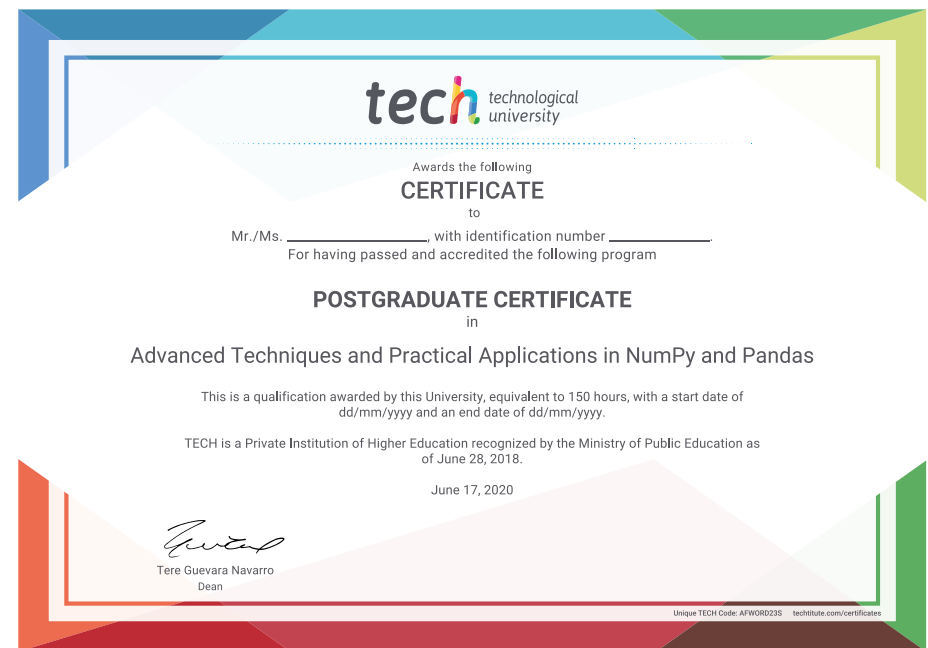 tech technological
university
Awards the following
CERTIFICATE
to
Mr./Ms. ____________________, with identification number ______________.
For having passed and accredited the following program
POSTGRADUATE CERTIFICATE
in
Advanced Techniques and Practical Applications in NumPy and Pandas
This is a qualification awarded by this University, equivalent to 150 hours, with a start date of
dd/mm/yyyy and an end date of dd/mm/yyyy.
TECH is a Private Institution of Higher Education recognized by the Ministry of Public Education as
of June 28, 2018.
June 17, 2020
Tere Guevara Navarro
Dean
Unique TECH Code: AFWORD23S techtitute.com/certificates